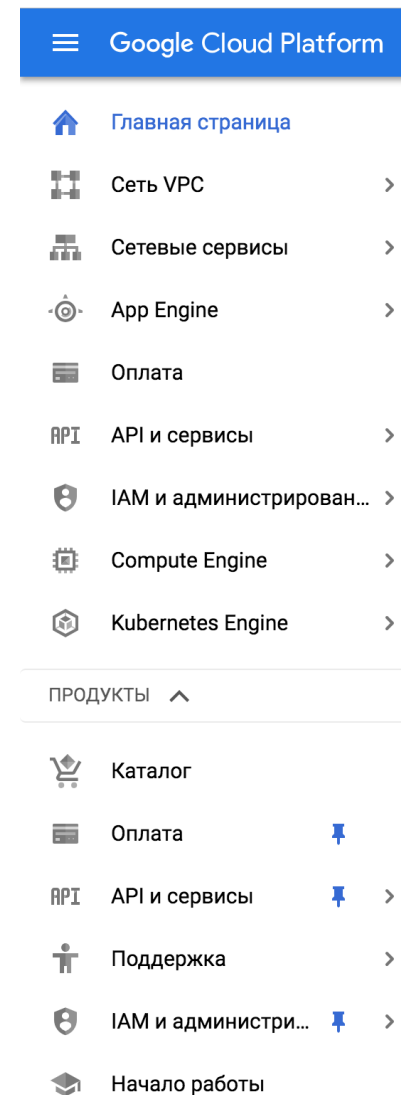 Google Cloud Platform
Главная страница
Сеть VPC
Сетевые сервисы
App Engine
Оплата
API API и сервисы
IAM и администрирован...
Compute Engine
Kubernetes Engine
ПРОДУКТЫ
Каталог
Оплата
API API и сервисы
Поддержка
IAM и администри...
Начало работы